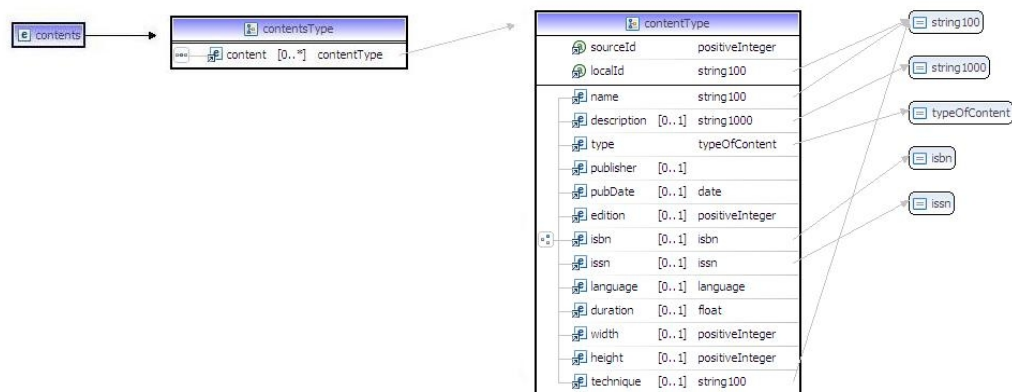 contents
contentsType
content [0..*] contentType
contentType
sourceId positiveInteger
localId string100
name string100
description [0..1] string1000
type typeOfContent
publisher [0..1]
pubDate [0..1] date
edition [0..1] positiveInteger
isbn [0..1] isbn
issn [0..1] issn
language [0..1] language
duration [0..1] float
width [0..1] positiveInteger
height [0..1] positiveInteger
technique [0..1] string100
string100
string1000
typeOfContent
isbn
issn